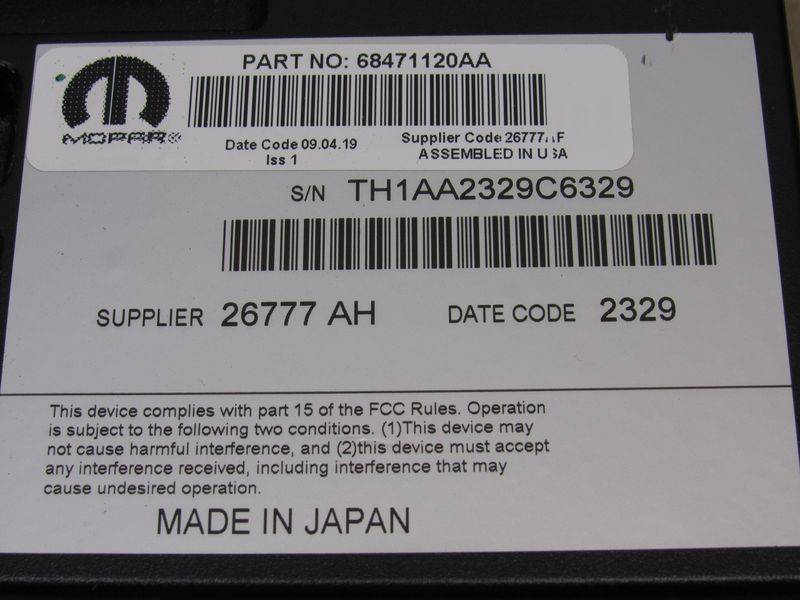 PART NO: 68471120AA
MOPAR®
Date Code 09.04.19
Supplier Code 26777AF
Iss 1
ASSEMBLED IN USA
S/N TH1AA2329C6329
SUPPLIER 26777 AH DATE CODE 2329
This device complies with part 15 of the FCC Rules. Operation
is subject to the following two conditions. (1)This device may
not cause harmful interference, and (2)this device must accept
any interference received, including interference that may
cause undesired operation.
MADE IN JAPAN